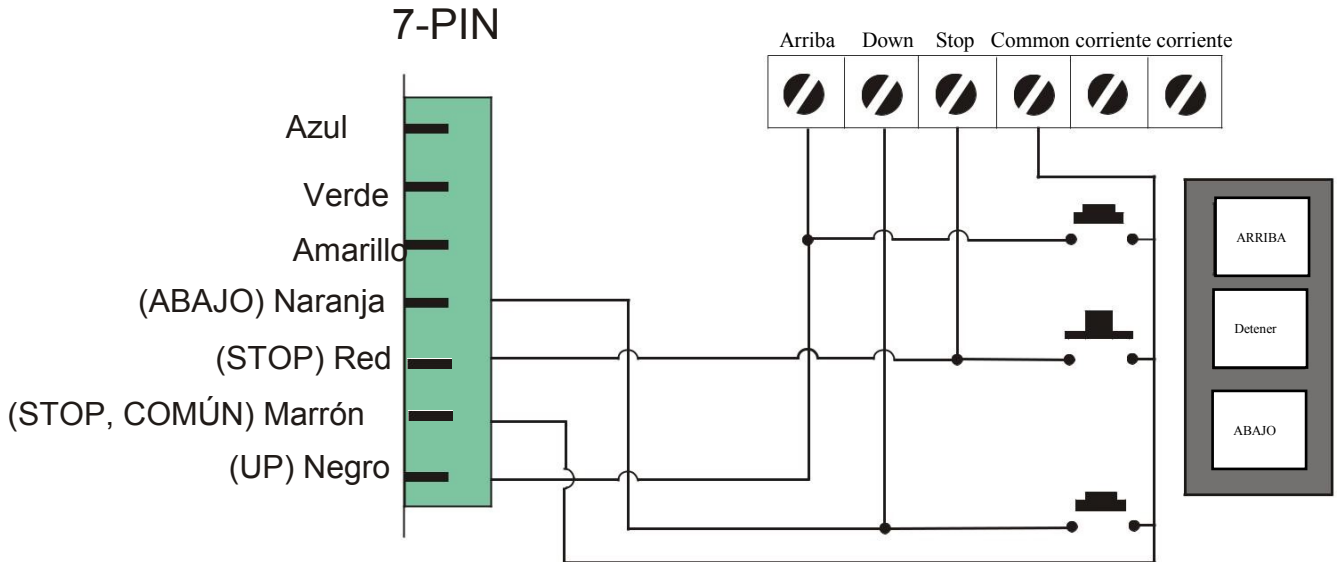 7-PIN
Arriba Down Stop Common corriente corriente
Azul
Verde
Amarillo
(ABAJO) Naranja
(STOP) Red
(STOP, COMÚN) Marrón
(UP) Negro
ARRIBA
Detener
ABAJO